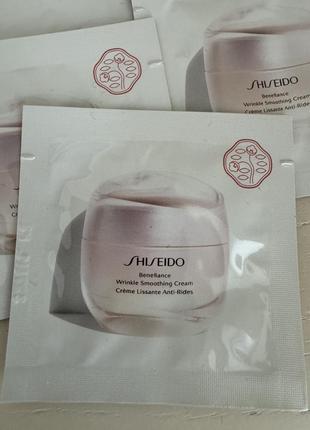 SHISEIDO
Benefiance
Wrinkle Smoothing Cream
Crème Lissante Anti-Rides
SHISEIDO
Benefiance
Wrinkle Smoothing Cream
Crème Lissante Anti-Rides